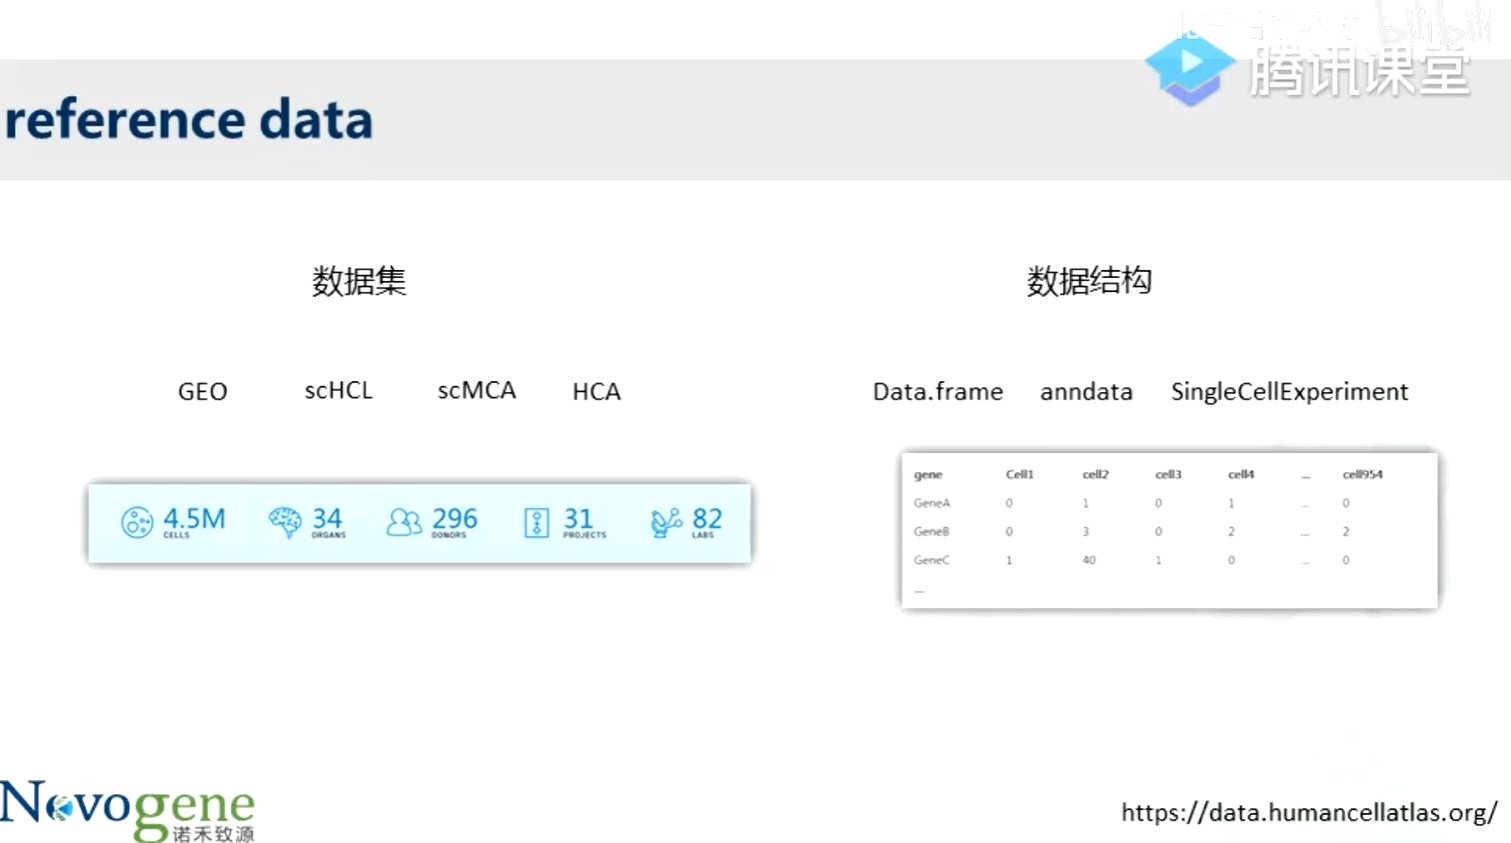 腾讯课堂
reference data
数据集
数据结构
GEO scHCL scMCA HCA
Data.frame anndata SingleCellExperiment
4.5M CELLS 34 ORGANS 296 DONORS 31 PROJECTS 82 LABS
gene Cell1 cell2 cell3 cell4 ... cell954
GeneA 0 1 0 1 ... 0
GeneB 0 3 0 2 ... 2
GeneC 1 40 1 0 ... 0
...
Novogene
诺禾致源
https://data.humancellatlas.org/